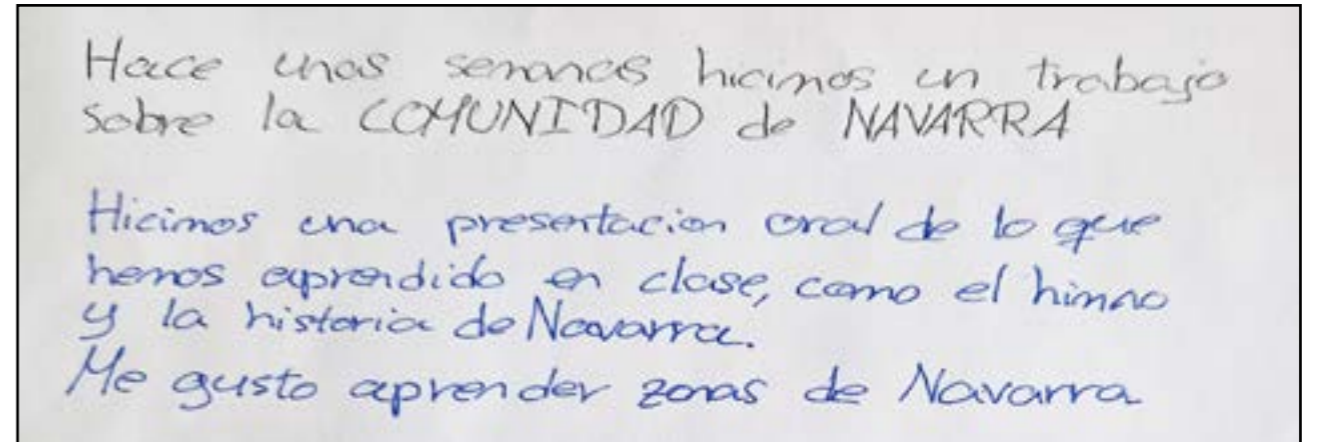 Hace unas semanas hicimos un trabajo
sobre la COMUNIDAD de NAVARRA
Hicimos una presentacion oral de lo que
hemos aprendido en clase, como el himno
y la historia de Navarra.
Me gusto aprender zonas de Navarra